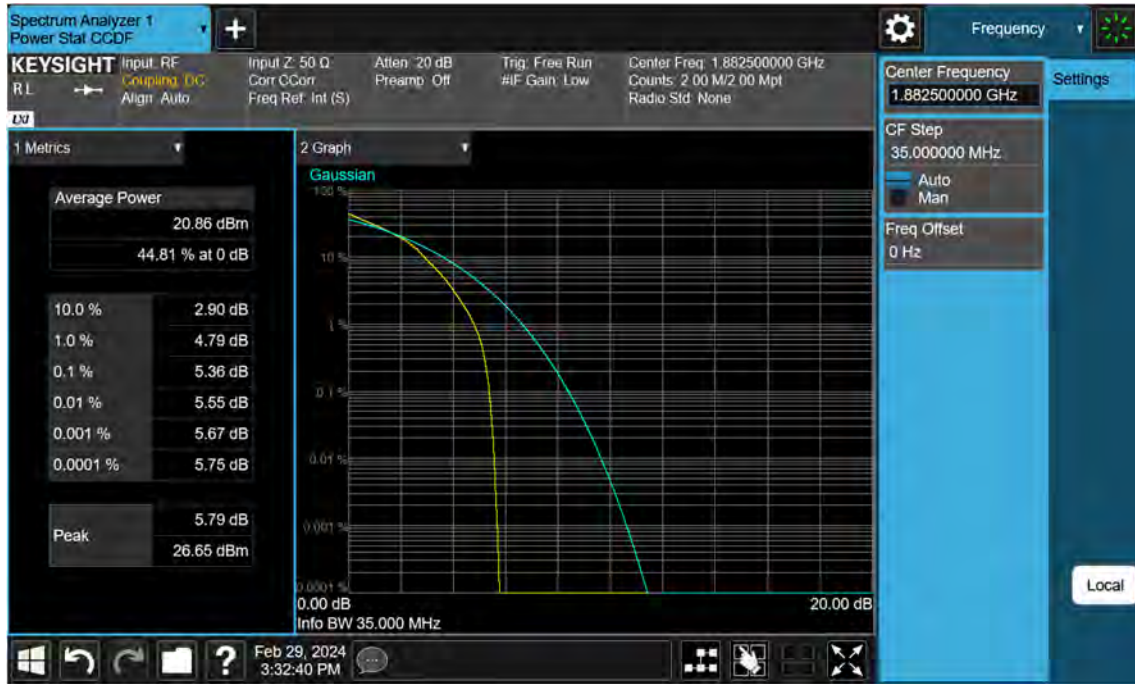 Spectrum Analyzer 1
Power Stat CCDF
+
Frequency
KEYSIGHT
RL
LXI
Input: RF
Coupling: DC
Align: Auto
Input Z: 50 Ω
Corr CCorr
Freq Ref: Int (S)
Atten: 20 dB
Preamp: Off
Trig: Free Run
#IF Gain: Low
Center Freq: 1.882500000 GHz
Counts: 2.00 M/2.00 Mpt
Radio Std: None
Center Frequency
1.882500000 GHz
Settings
CF Step
35.000000 MHz
Auto
Man
Freq Offset
0 Hz
Local
1 Metrics
Average Power
20.86 dBm
44.81 % at 0 dB
10.0 % 2.90 dB
1.0 % 4.79 dB
0.1 % 5.36 dB
0.01 % 5.55 dB
0.001 % 5.67 dB
0.0001 % 5.75 dB
Peak
5.79 dB
26.65 dBm
2 Graph
Gaussian
100 %
10 %
1 %
0.1 %
0.01 %
0.001 %
0.0001 %
0.00 dB 20.00 dB
Info BW 35.000 MHz
?
Feb 29, 2024
3:32:40 PM